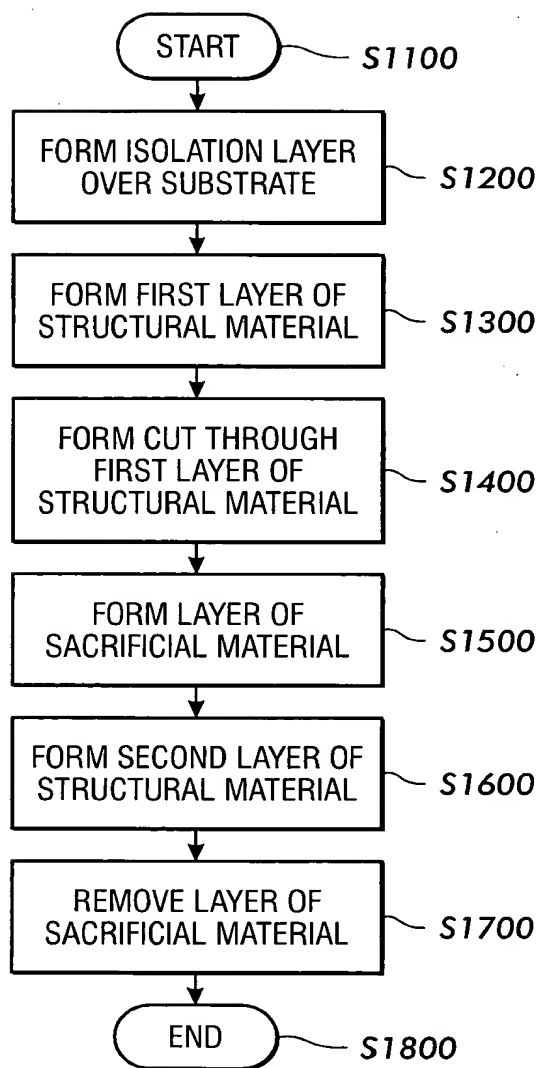 START
S1100
FORM ISOLATION LAYER
OVER SUBSTRATE
S1200
FORM FIRST LAYER OF
STRUCTURAL MATERIAL
S1300
FORM CUT THROUGH
FIRST LAYER OF
STRUCTURAL MATERIAL
S1400
FORM LAYER OF
SACRIFICIAL MATERIAL
S1500
FORM SECOND LAYER OF
STRUCTURAL MATERIAL
S1600
REMOVE LAYER OF
SACRIFICIAL MATERIAL
S1700
END
S1800